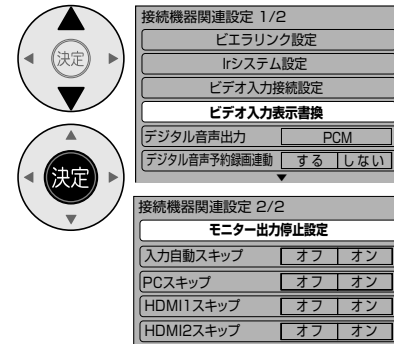 決定
決定
接続機器関連設定 1/2
ビエラリンク設定
Irシステム設定
ビデオ入力接続設定
ビデオ入力表示書換
デジタル音声出力 PCM
デジタル音声予約録画連動 する しない
接続機器関連設定 2/2
モニター出力停止設定
入力自動スキップ オフ オン
PCスキップ オフ オン
HDMI1スキップ オフ オン
HDMI2スキップ オフ オン